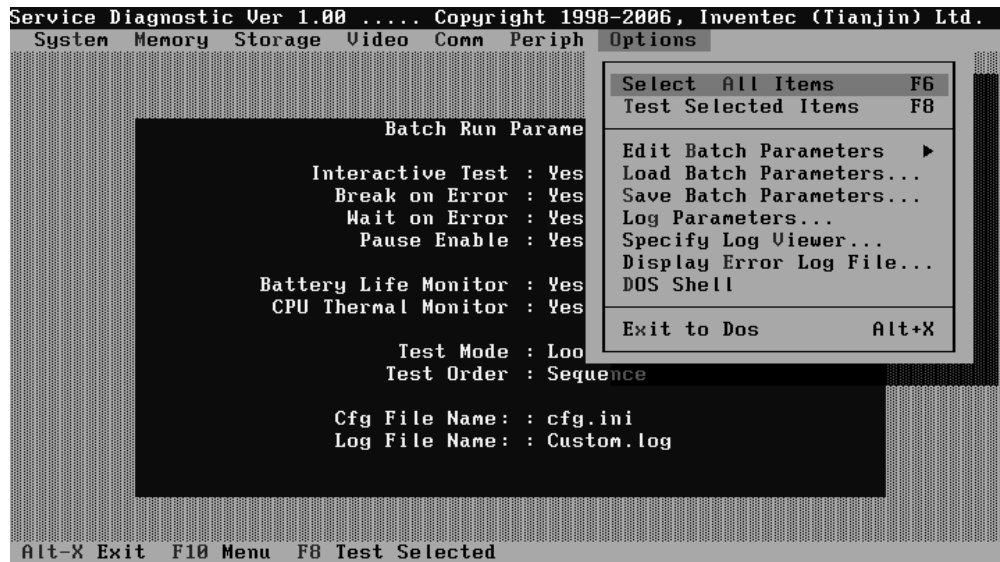 Service Diagnostic Ver 1.00 ..... Copyright 1998-2006, Inventec (Tianjin) Ltd.
System Memory Storage Video Comm Periph Options
Select All Items F6
Test Selected Items F8
Edit Batch Parameters ►
Load Batch Parameters...
Save Batch Parameters...
Log Parameters...
Specify Log Viewer...
Display Error Log File...
DOS Shell
Exit to Dos Alt+X
Batch Run Parame
Interactive Test : Yes
Break on Error : Yes
Wait on Error : Yes
Pause Enable : Yes
Battery Life Monitor : Yes
CPU Thermal Monitor : Yes
Test Mode : Loo
Test Order : Sequence
Cfg File Name: : cfg.ini
Log File Name: : Custom.log
Alt-X Exit F10 Menu F8 Test Selected